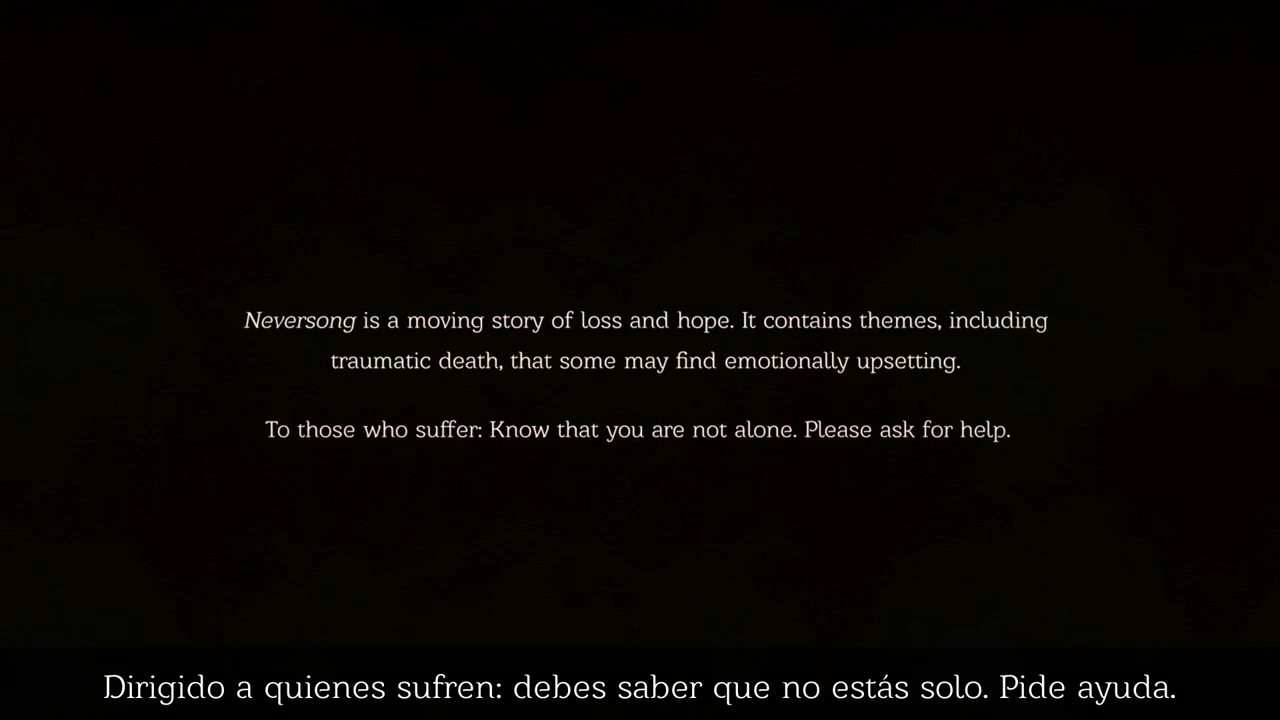 Neversong is a moving story of loss and hope. It contains themes, including
traumatic death, that some may find emotionally upsetting.
To those who suffer: Know that you are not alone. Please ask for help.
Dirigido a quienes sufren: debes saber que no estás solo. Pide ayuda.